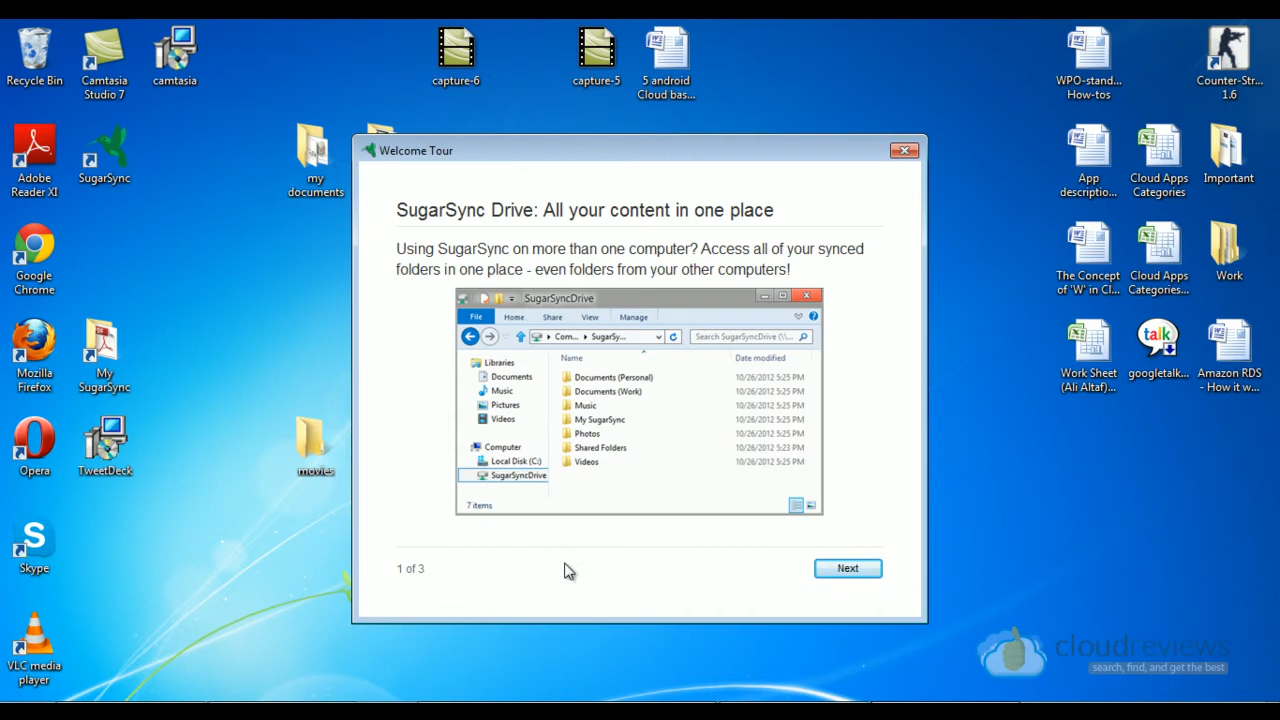 Recycle Bin
Camtasia
Studio 7
camtasia
capture-6
capture-5
5 android
Cloud bas...
WPO-stand...
How-tos
Counter-Str...
1.6
Adobe
Reader XI
SugarSync
my
documents
App
descriptio...
Cloud Apps
Categories
Important
Google
Chrome
The Concept
of 'W' in Cl...
Cloud Apps
Categories...
Work
Mozilla
Firefox
My
SugarSync
Work Sheet
(Ali Altaf)...
talk
googletalk...
Amazon RDS
- How it w...
Opera
TweetDeck
movies
Skype
VLC media
player
Welcome Tour
SugarSync Drive: All your content in one place
Using SugarSync on more than one computer? Access all of your synced
folders in one place - even folders from your other computers!
SugarSyncDrive
File Home Share View Manage
Com... SugarSy... Search SugarSyncDrive (\\...
Name Date modified
Libraries
Documents
Music
Pictures
Videos
Computer
Local Disk (C:)
SugarSyncDrive
Documents (Personal) 10/26/2012 5:25 PM
Documents (Work) 10/26/2012 5:25 PM
Music 10/26/2012 5:25 PM
My SugarSync 10/26/2012 5:25 PM
Photos 10/26/2012 5:25 PM
Shared Folders 10/26/2012 5:23 PM
Videos 10/26/2012 5:25 PM
7 items
1 of 3
Next
cloudreviews
search, find, and get the best